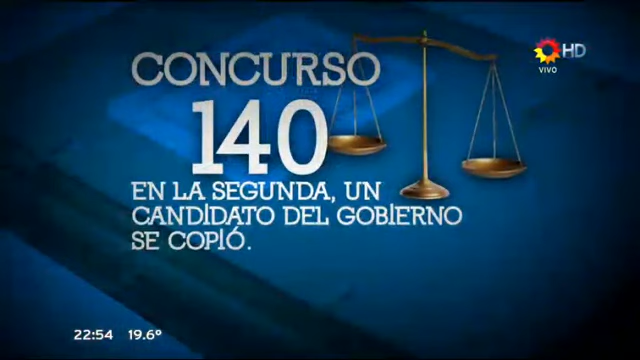 CONCURSO
140
EN LA SEGUNDA, UN
CANDIDATO DEL GOBIERNO
SE COPIÓ.
HD
VIVO
22:54 19.6°